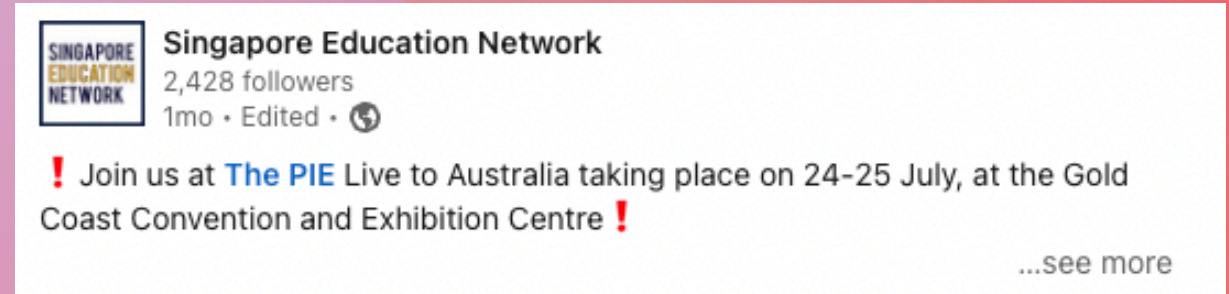 SINGAPORE
EDUCATION
NETWORK
Singapore Education Network
2,428 followers
1mo • Edited •
❗ Join us at The PIE Live to Australia taking place on 24-25 July, at the Gold
Coast Convention and Exhibition Centre ❗
...see more